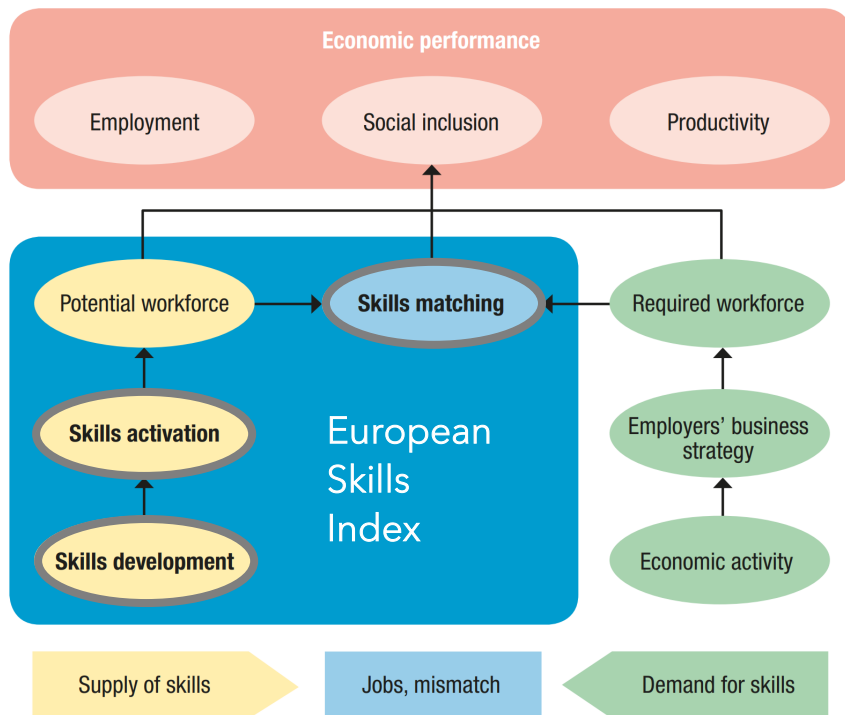 Economic performance
Employment
Social inclusion
Productivity
Potential workforce
Skills matching
Required workforce
Skills activation
European
Skills
Index
Employers’ business
strategy
Skills development
Economic activity
Supply of skills
Jobs, mismatch
Demand for skills